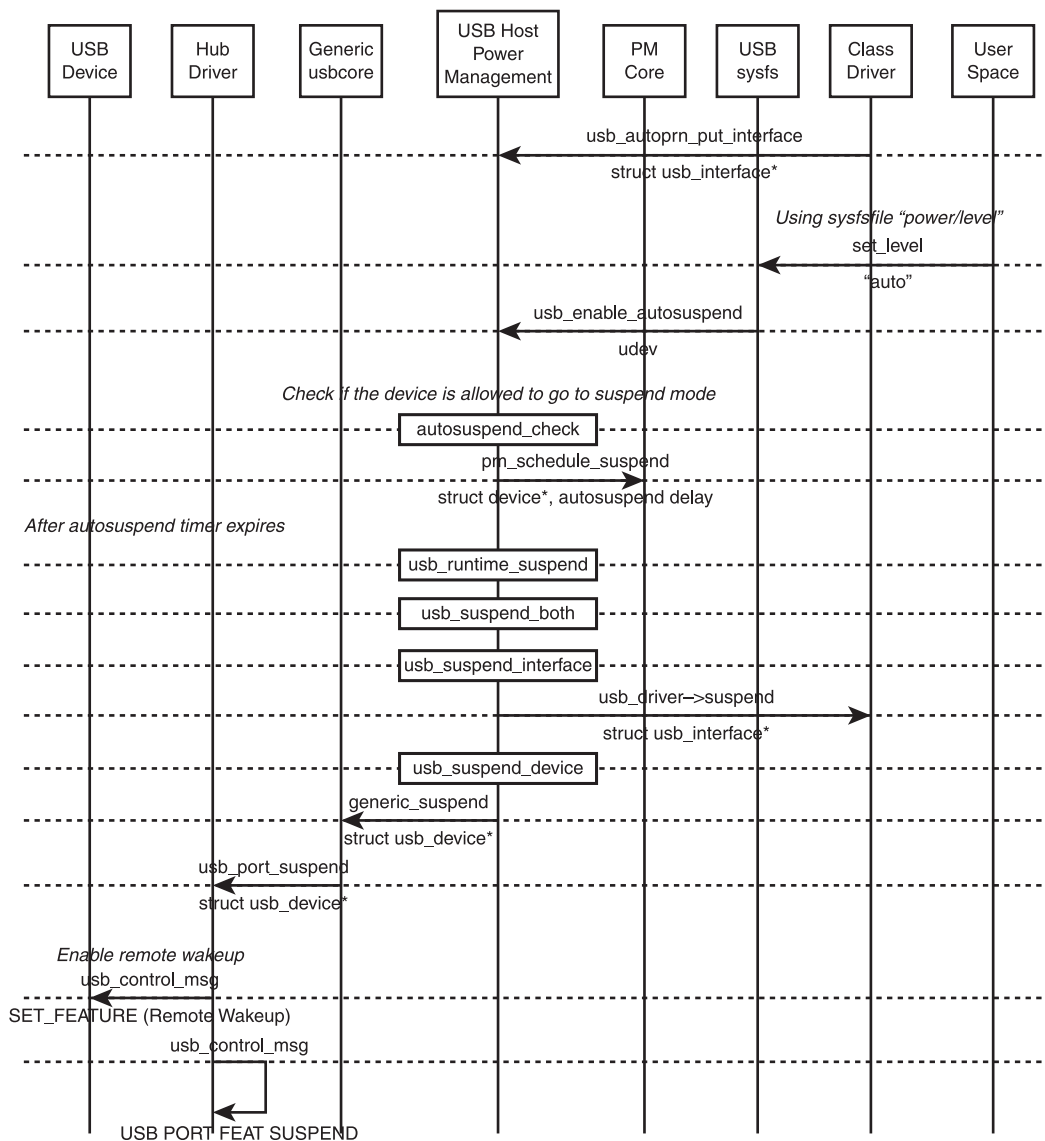 USB
Device
Hub
Driver
Generic
usbcore
USB Host
Power
Management
PM
Core
USB
sysfs
Class
Driver
User
Space
usb_autoprn_put_interface
struct usb_interface*
Using sysfsfile “power/level”
set_level
“auto”
usb_enable_autosuspend
udev
Check if the device is allowed to go to suspend mode
autosuspend_check
pm_schedule_suspend
struct device*, autosuspend delay
After autosuspend timer expires
usb_runtime_suspend
usb_suspend_both
usb_suspend_interface
usb_driver–>suspend
struct usb_interface*
usb_suspend_device
generic_suspend
struct usb_device*
usb_port_suspend
struct usb_device*
Enable remote wakeup
usb_control_msg
SET_FEATURE (Remote Wakeup)
usb_control_msg
USB PORT FEAT SUSPEND